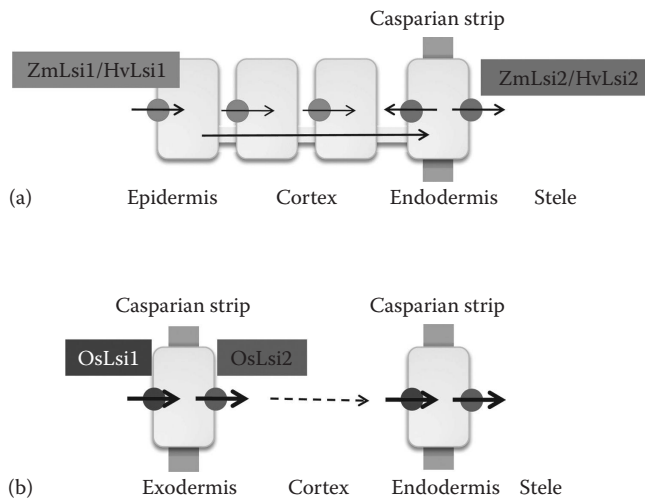 Casparian strip
ZmLsi1/HvLsi1
ZmLsi2/HvLsi2
(a)
Epidermis Cortex Endodermis Stele
Casparian strip Casparian strip
OsLsi1 OsLsi2
(b)
Exodermis Cortex Endodermis Stele